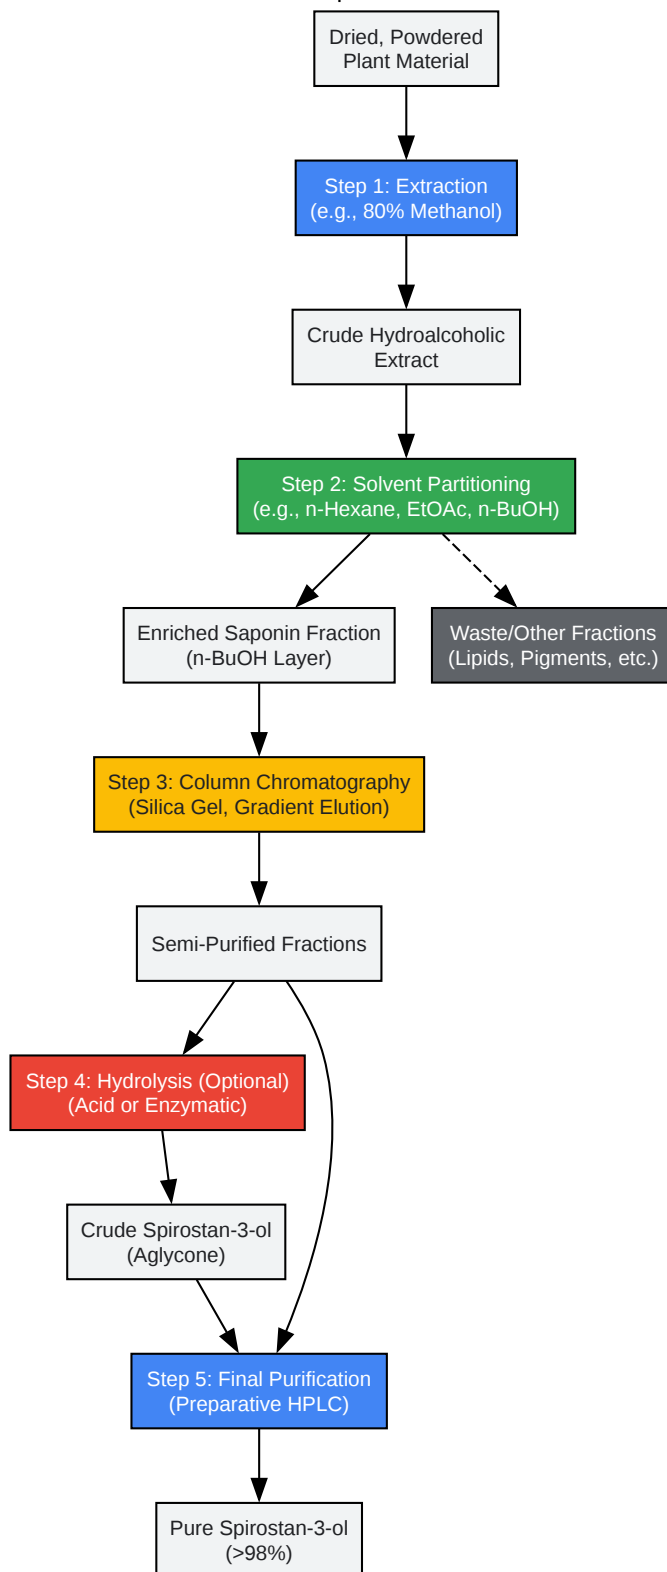 Dried, Powdered
Plant Material
Step 1: Extraction
(e.g., 80% Methanol)
Crude Hydroalcoholic
Extract
Step 2: Solvent Partitioning
(e.g., n-Hexane, EtOAc, n-BuOH)
Enriched Saponin Fraction
(n-BuOH Layer)
Waste/Other Fractions
(Lipids, Pigments, etc.)
Step 3: Column Chromatography
(Silica Gel, Gradient Elution)
Semi-Purified Fractions
Step 4: Hydrolysis (Optional)
(Acid or Enzymatic)
Crude Spirostan-3-ol
(Aglycone)
Step 5: Final Purification
(Preparative HPLC)
Pure Spirostan-3-ol
(>98%)